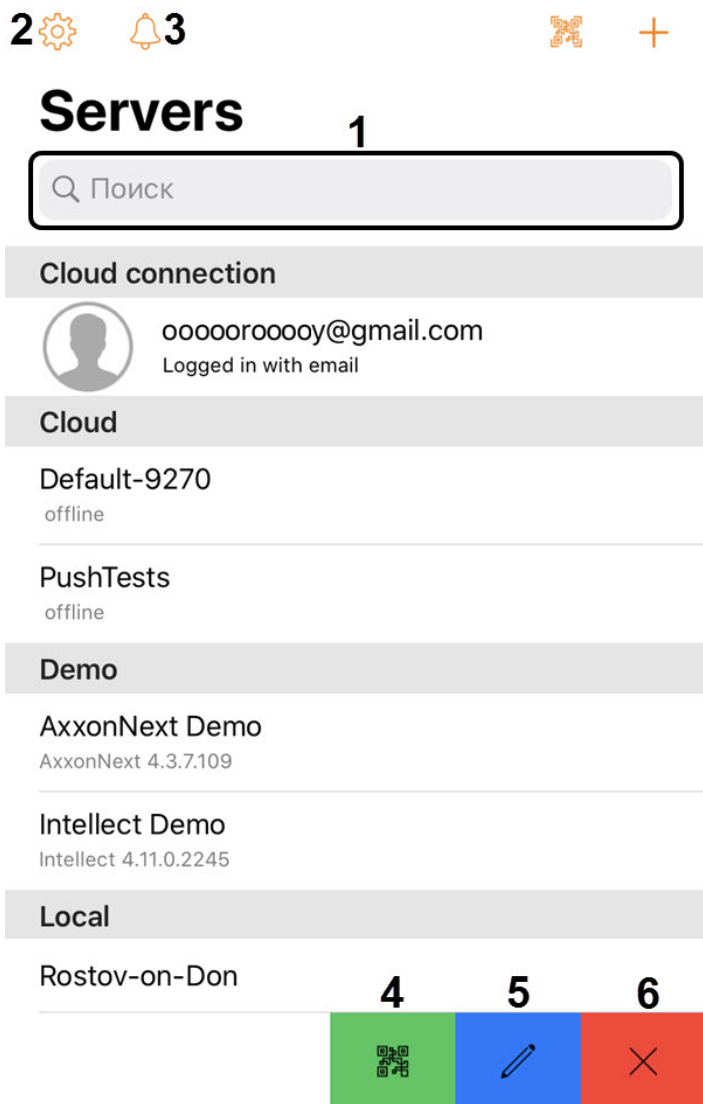 2 3
Servers
1
Поиск
Cloud connection
ooooorooooy@gmail.com
Logged in with email
Cloud
Default-9270
offline
PushTests
offline
Demo
AxxonNext Demo
AxxonNext 4.3.7.109
Intellect Demo
Intellect 4.11.0.2245
Local
Rostov-on-Don
4 5 6